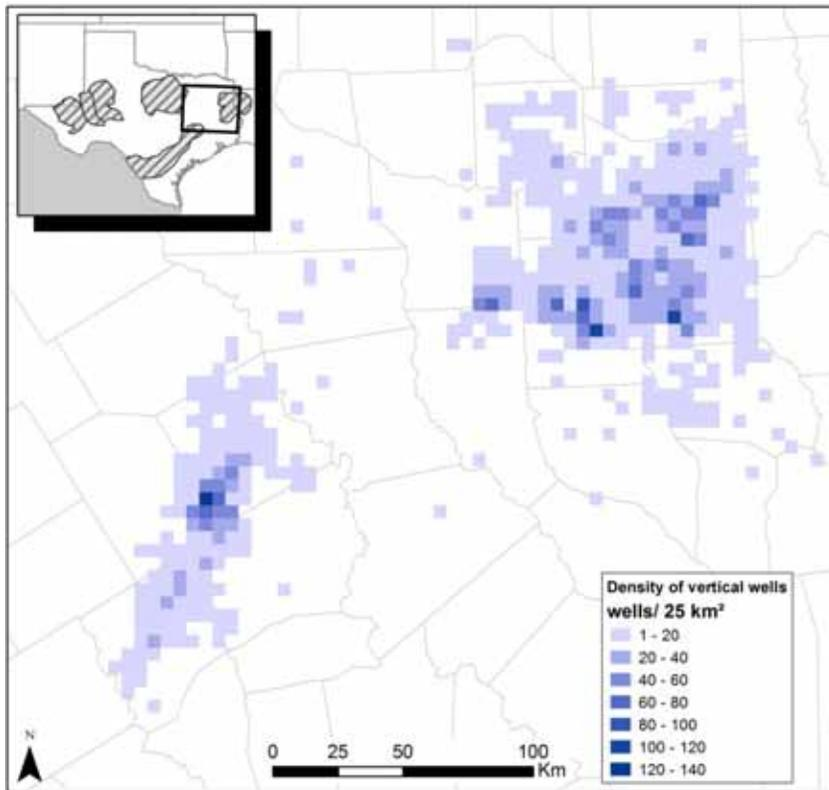 Density of vertical wells
wells/ 25 km²
1 - 20
20 - 40
40 - 60
60 - 80
80 - 100
100 - 120
120 - 140
N
0 25 50 100
Km